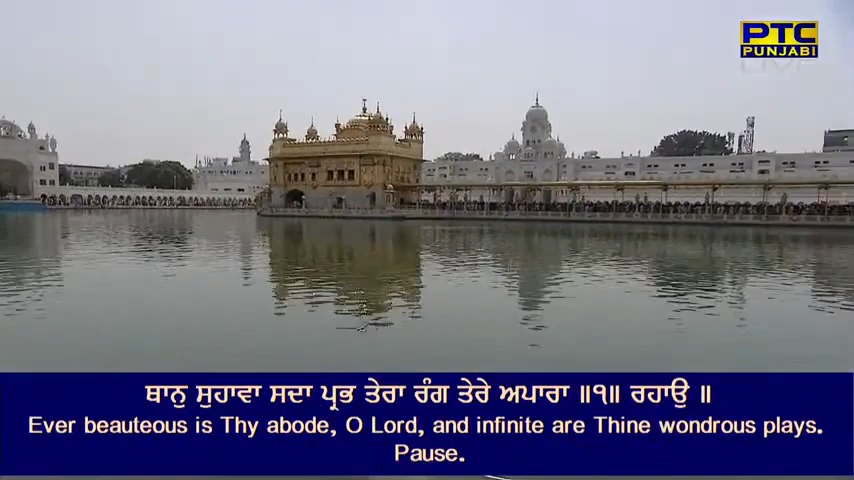 PTC
PUNJABI
LIVE
ਥਾਨੁ ਸੁਹਾਵਾ ਸਦਾ ਪ੍ਰਭ ਤੇਰਾ ਰੰਗ ਤੇਰੇ ਅਪਾਰਾ ॥੧॥ ਰਹਾਉ ॥
Ever beauteous is Thy abode, O Lord, and infinite are Thine wondrous plays.
Pause.